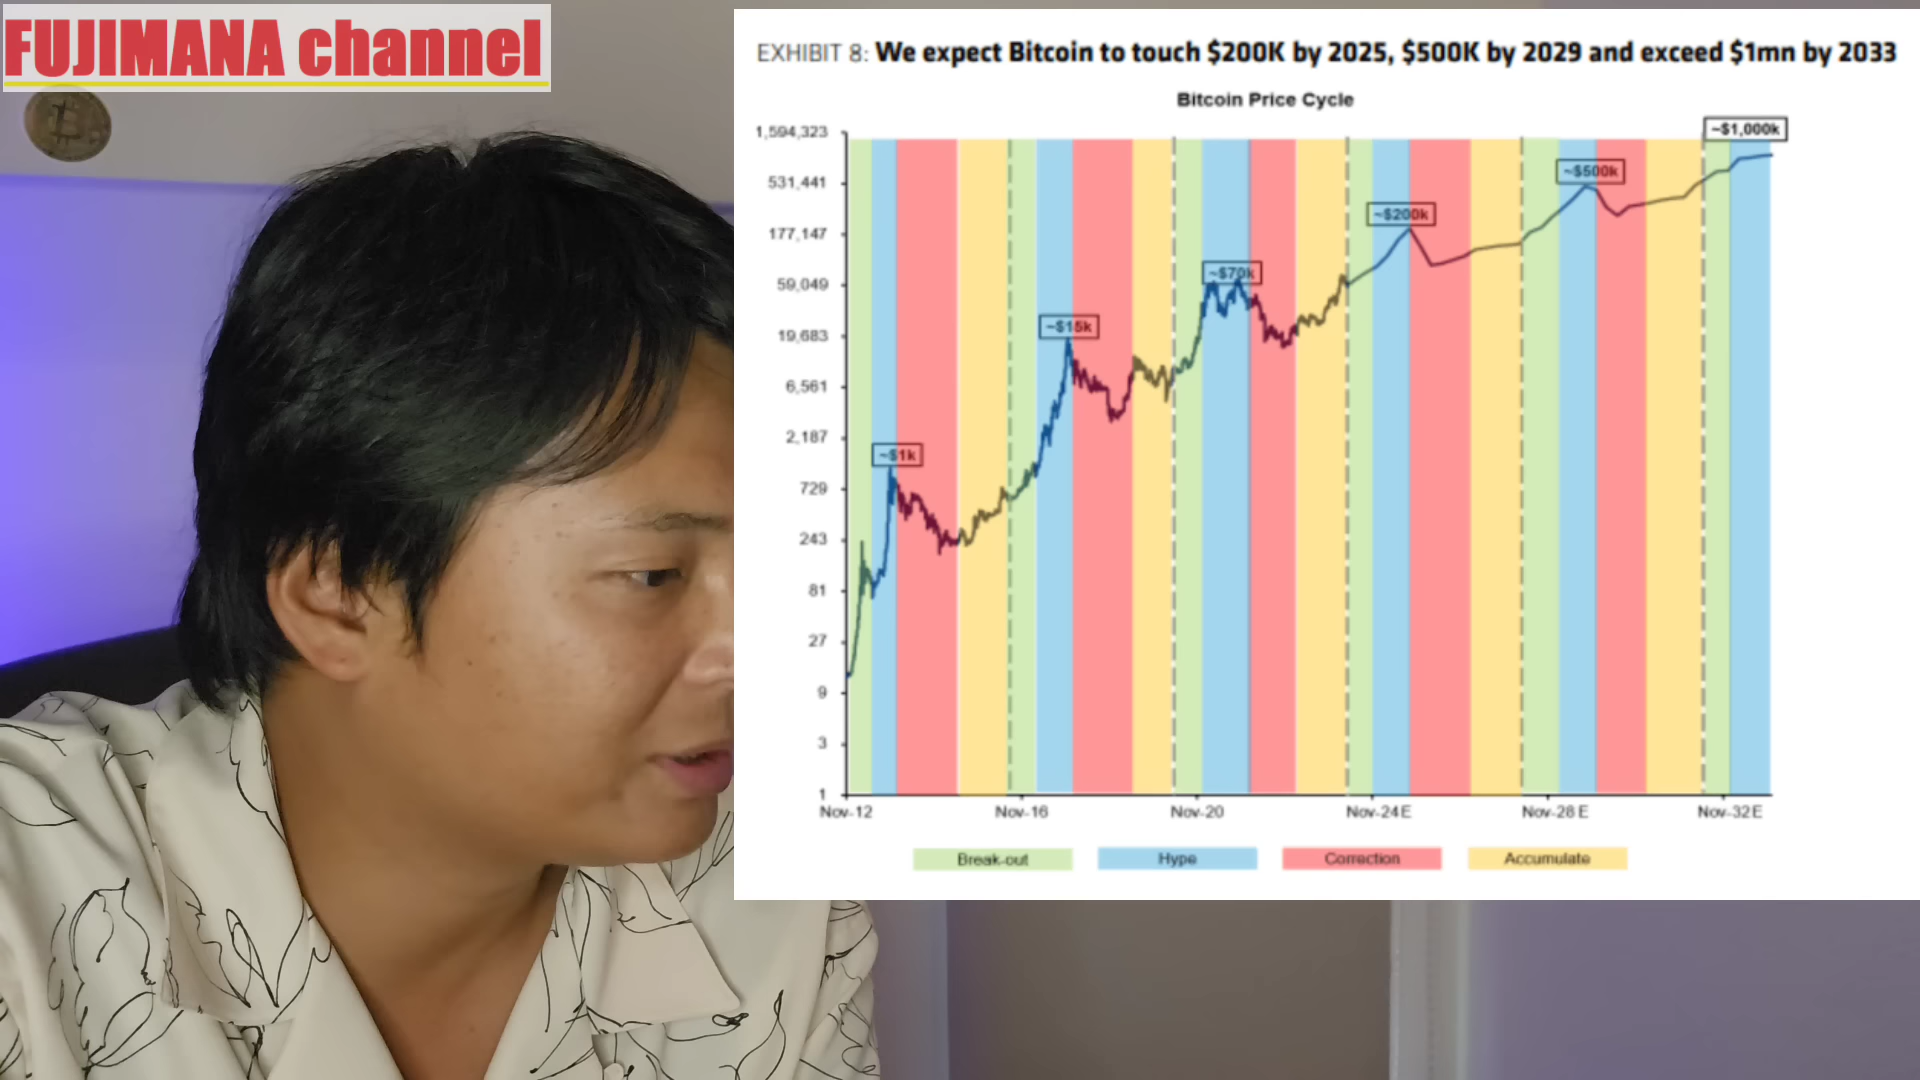 FUJIMANA channel
EXHIBIT 8: We expect Bitcoin to touch $200K by 2025, $500K by 2029 and exceed $1mn by 2033
Bitcoin Price Cycle
1,594,323
531,441
177,147
59,049
19,683
6,561
2,187
729
243
81
27
9
3
1
~$1k
~$15k
~$70k
~$200k
~$500k
~$1,000k
Nov-12
Nov-16
Nov-20
Nov-24E
Nov-28E
Nov-32E
Break-out
Hype
Correction
Accumulate